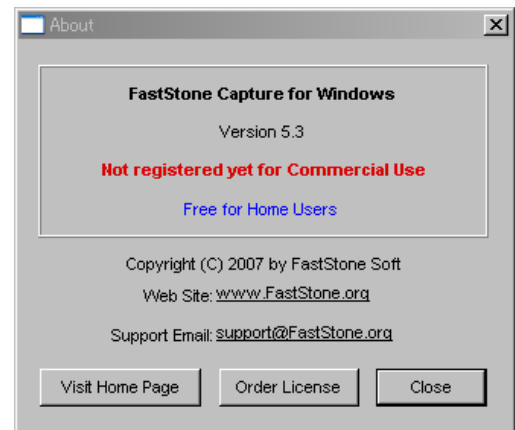 About
FastStone Capture for Windows
Version 5.3
Not registered yet for Commercial Use
Free for Home Users
Copyright (C) 2007 by FastStone Soft
Web Site: www.FastStone.org
Support Email: support@FastStone.org
Visit Home Page Order License Close